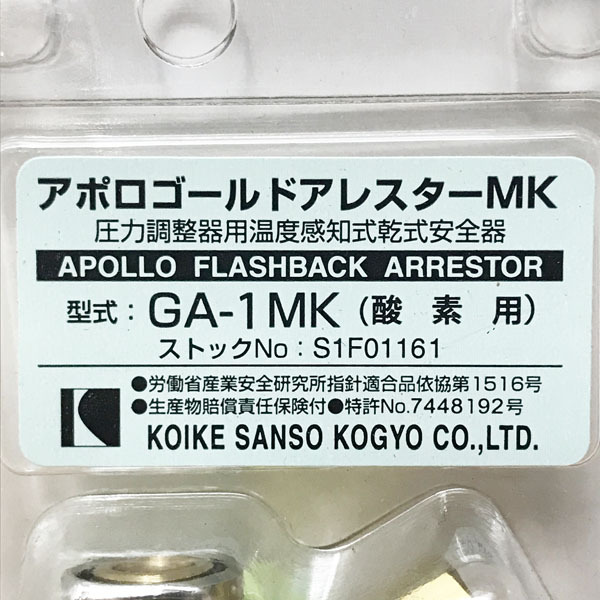 アポロゴールドアレスターMK
圧力調整器用温度感知式乾式安全器
APOLLO FLASHBACK ARRESTOR
型式：GA-1MK（酸素用）
ストックNo：S1F01161
●労働省産業安全研究所指針適合品依協第1516号
●生産物賠償責任保険付●特許No.7448192号
KOIKE SANSO KOGYO CO.,LTD.